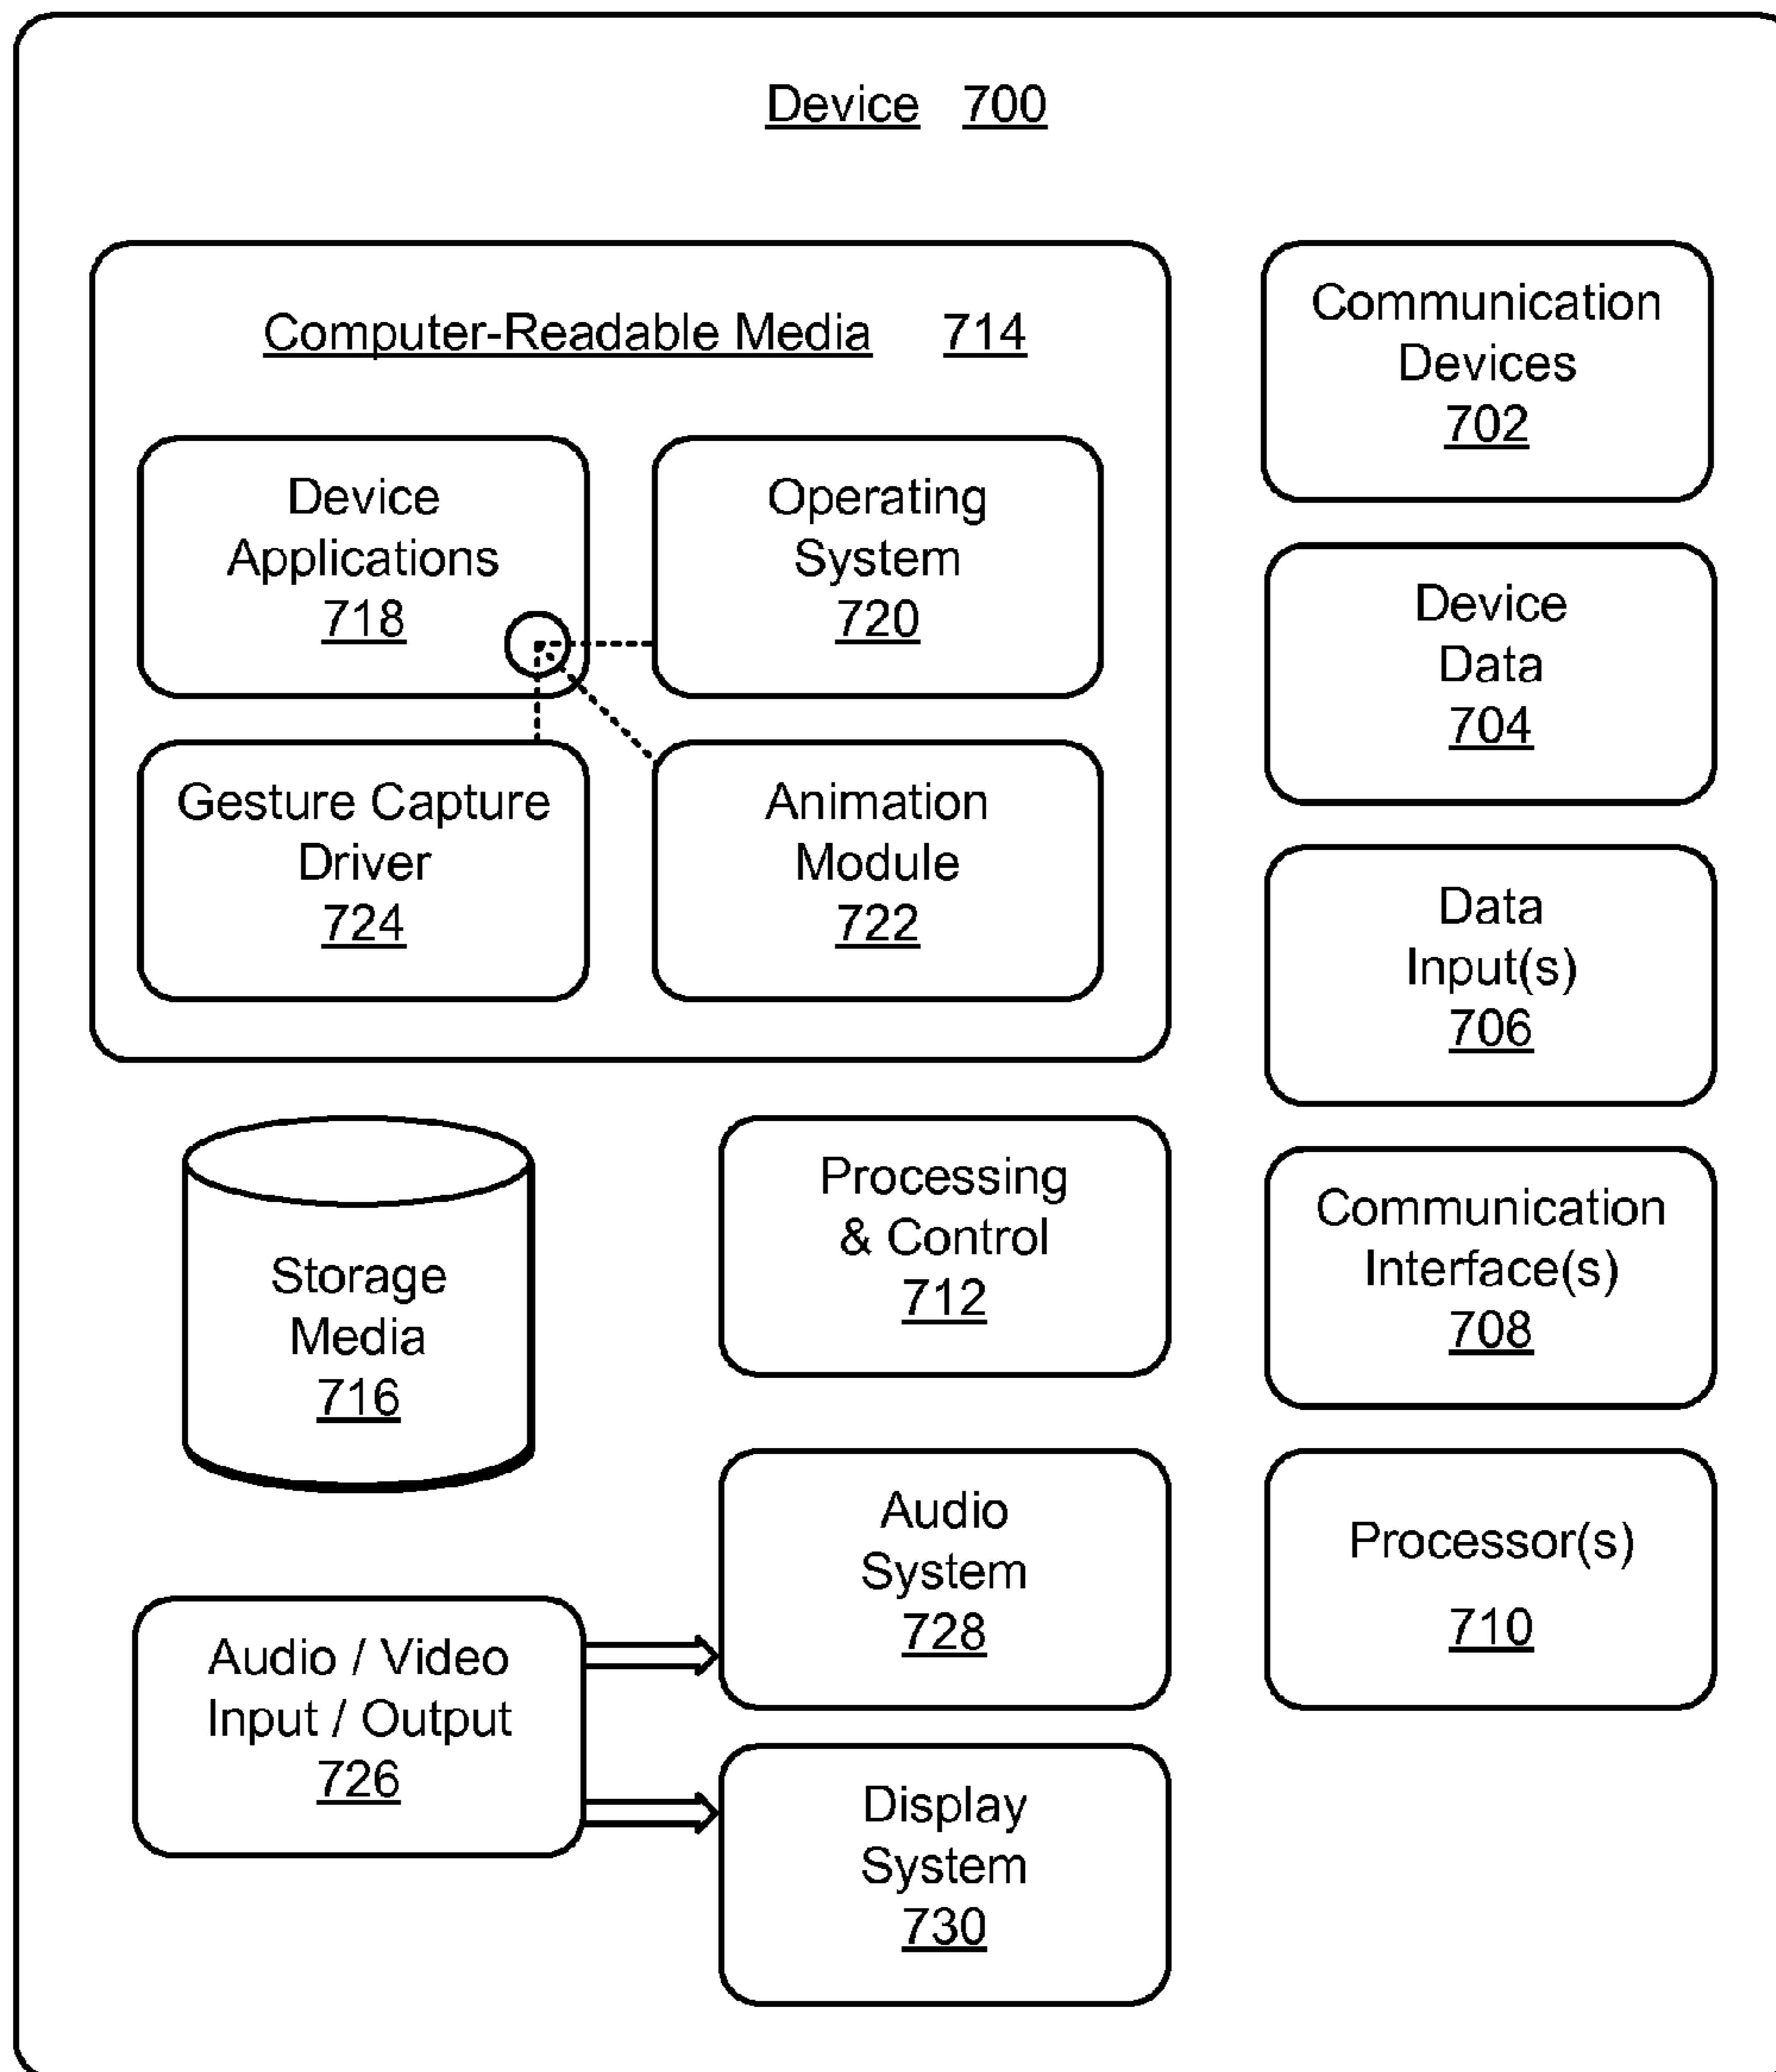 Device 700
Computer-Readable Media 714
Device
Applications
718
Operating
System
720
Gesture Capture
Driver
724
Animation
Module
722
Storage
Media
716
Processing
& Control
712
Audio / Video
Input / Output
726
Audio
System
728
Display
System
730
Communication
Devices
702
Device
Data
704
Data
Input(s)
706
Communication
Interface(s)
708
Processor(s)
710